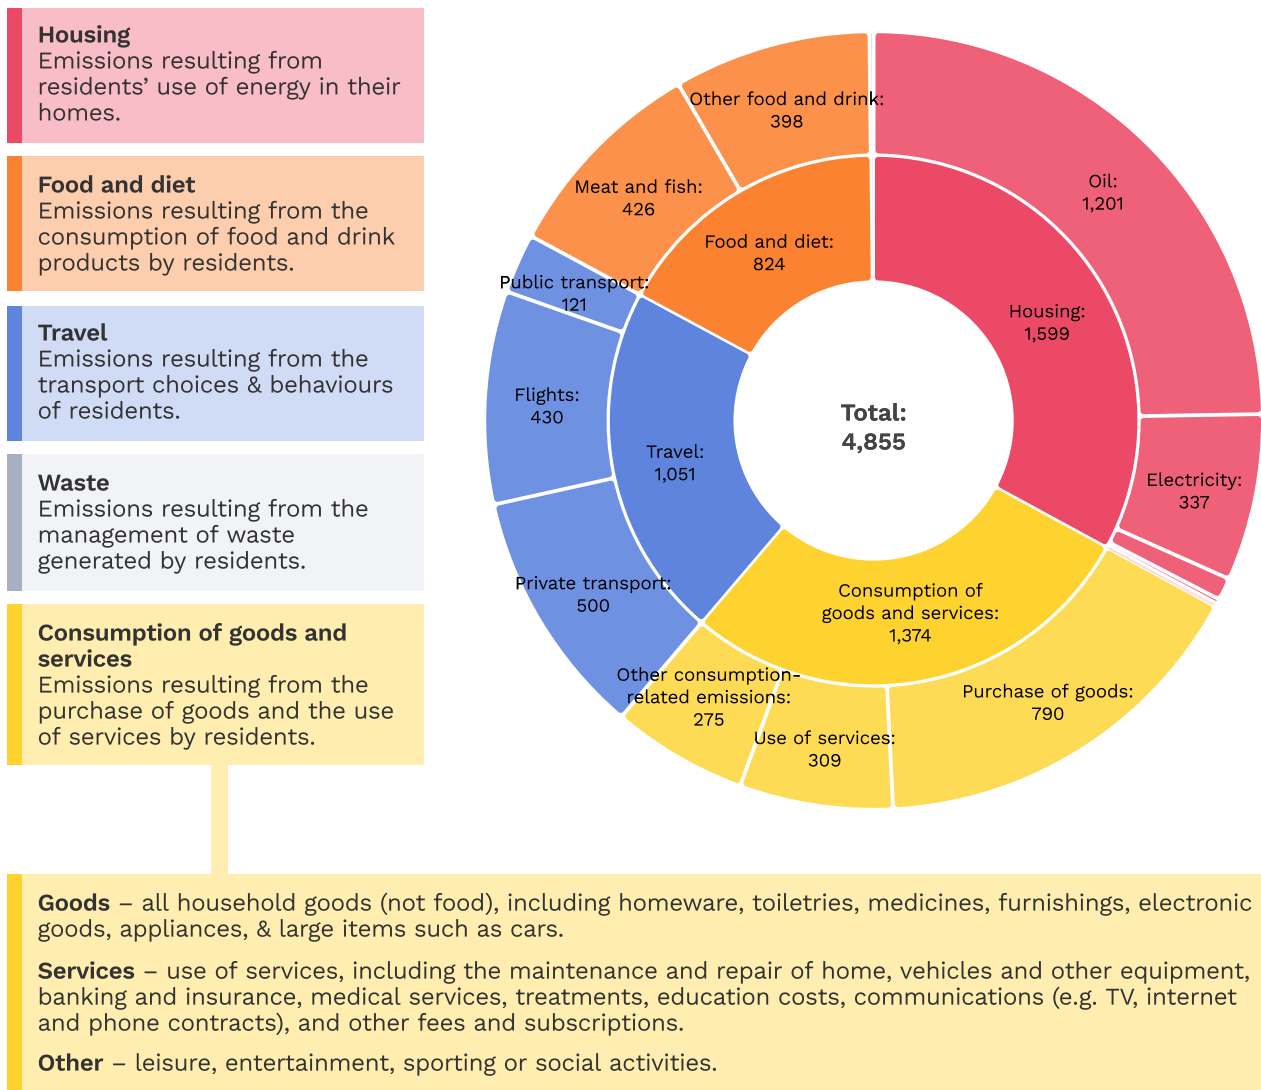 Housing
Emissions resulting from
residents’ use of energy in their
homes.
Food and diet
Emissions resulting from the
consumption of food and drink
products by residents.
Travel
Emissions resulting from the
transport choices & behaviours
of residents.
Waste
Emissions resulting from the
management of waste
generated by residents.
Consumption of goods and
services
Emissions resulting from the
purchase of goods and the use
of services by residents.
Other food and drink:
398
Meat and fish:
426
Food and diet:
824
Oil:
1,201
Housing:
1,599
Public transport:
121
Flights:
430
Travel:
1,051
Total:
4,855
Electricity:
337
Private transport:
500
Consumption of
goods and services:
1,374
Other consumption-
related emissions:
275
Use of services:
309
Purchase of goods:
790
Goods – all household goods (not food), including homeware, toiletries, medicines, furnishings, electronic
goods, appliances, & large items such as cars.
Services – use of services, including the maintenance and repair of home, vehicles and other equipment,
banking and insurance, medical services, treatments, education costs, communications (e.g. TV, internet
and phone contracts), and other fees and subscriptions.
Other – leisure, entertainment, sporting or social activities.